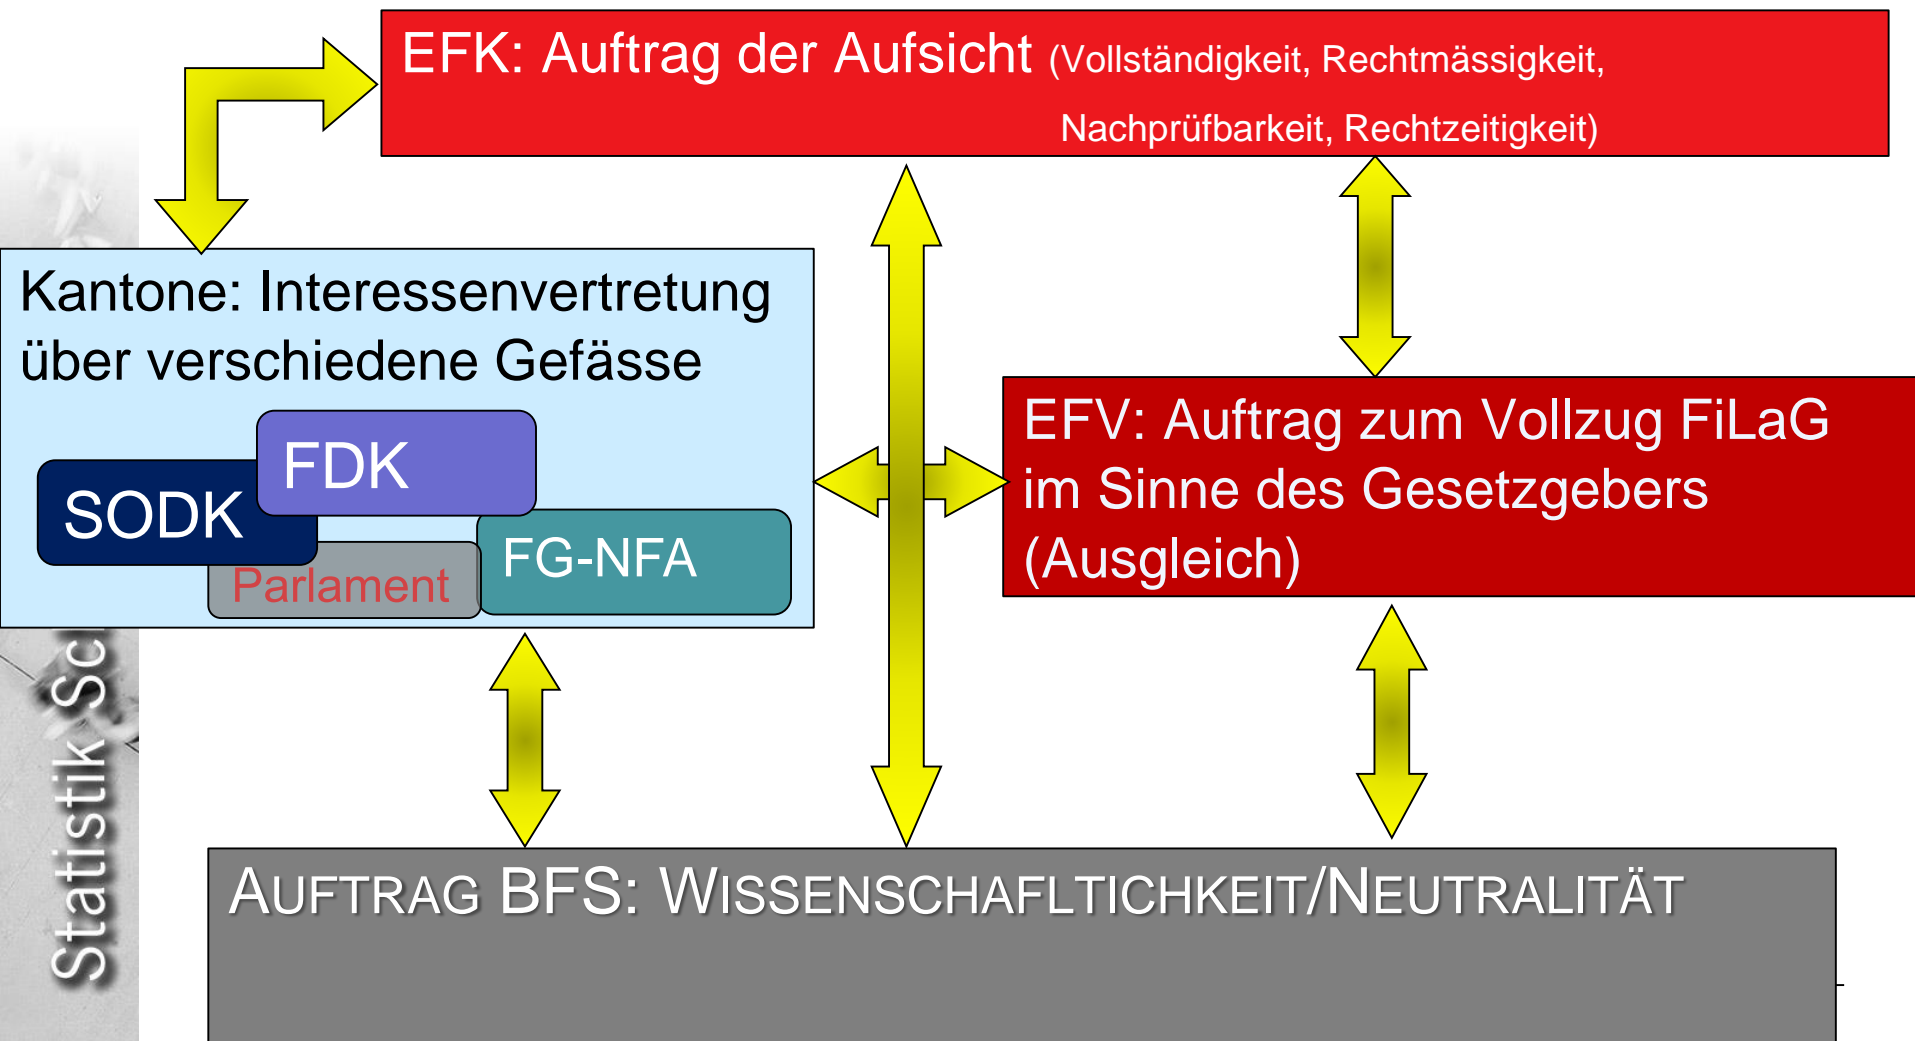 EFK: Auftrag der Aufsicht (Vollständigkeit, Rechtmässigkeit,
Nachprüfbarkeit, Rechtzeitigkeit)
Kantone: Interessenvertretung
über verschiedene Gefässe
FDK
SODK
FG-NFA
Parlament
EFV: Auftrag zum Vollzug FiLaG
im Sinne des Gesetzgebers
(Ausgleich)
Statistik Sc
AUFTRAG BFS: WISSENSCHAFLTICHKEIT/NEUTRALITÄT